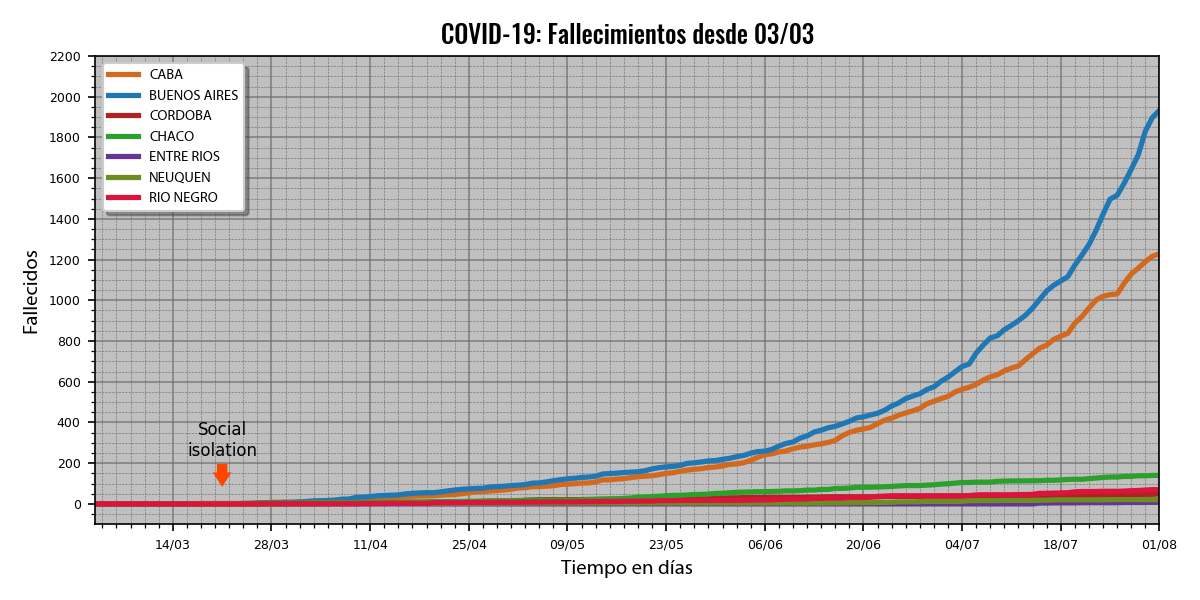 COVID-19: Fallecimientos desde 03/03
2200
2000
1800
1600
1400
1200
1000
800
600
400
200
0
Fallecidos
CABA
BUENOS AIRES
CORDOBA
CHACO
ENTRE RIOS
NEUQUEN
RIO NEGRO
Social
isolation
14/03 28/03 11/04 25/04 09/05 23/05 06/06 20/06 04/07 18/07 01/08
Tiempo en días